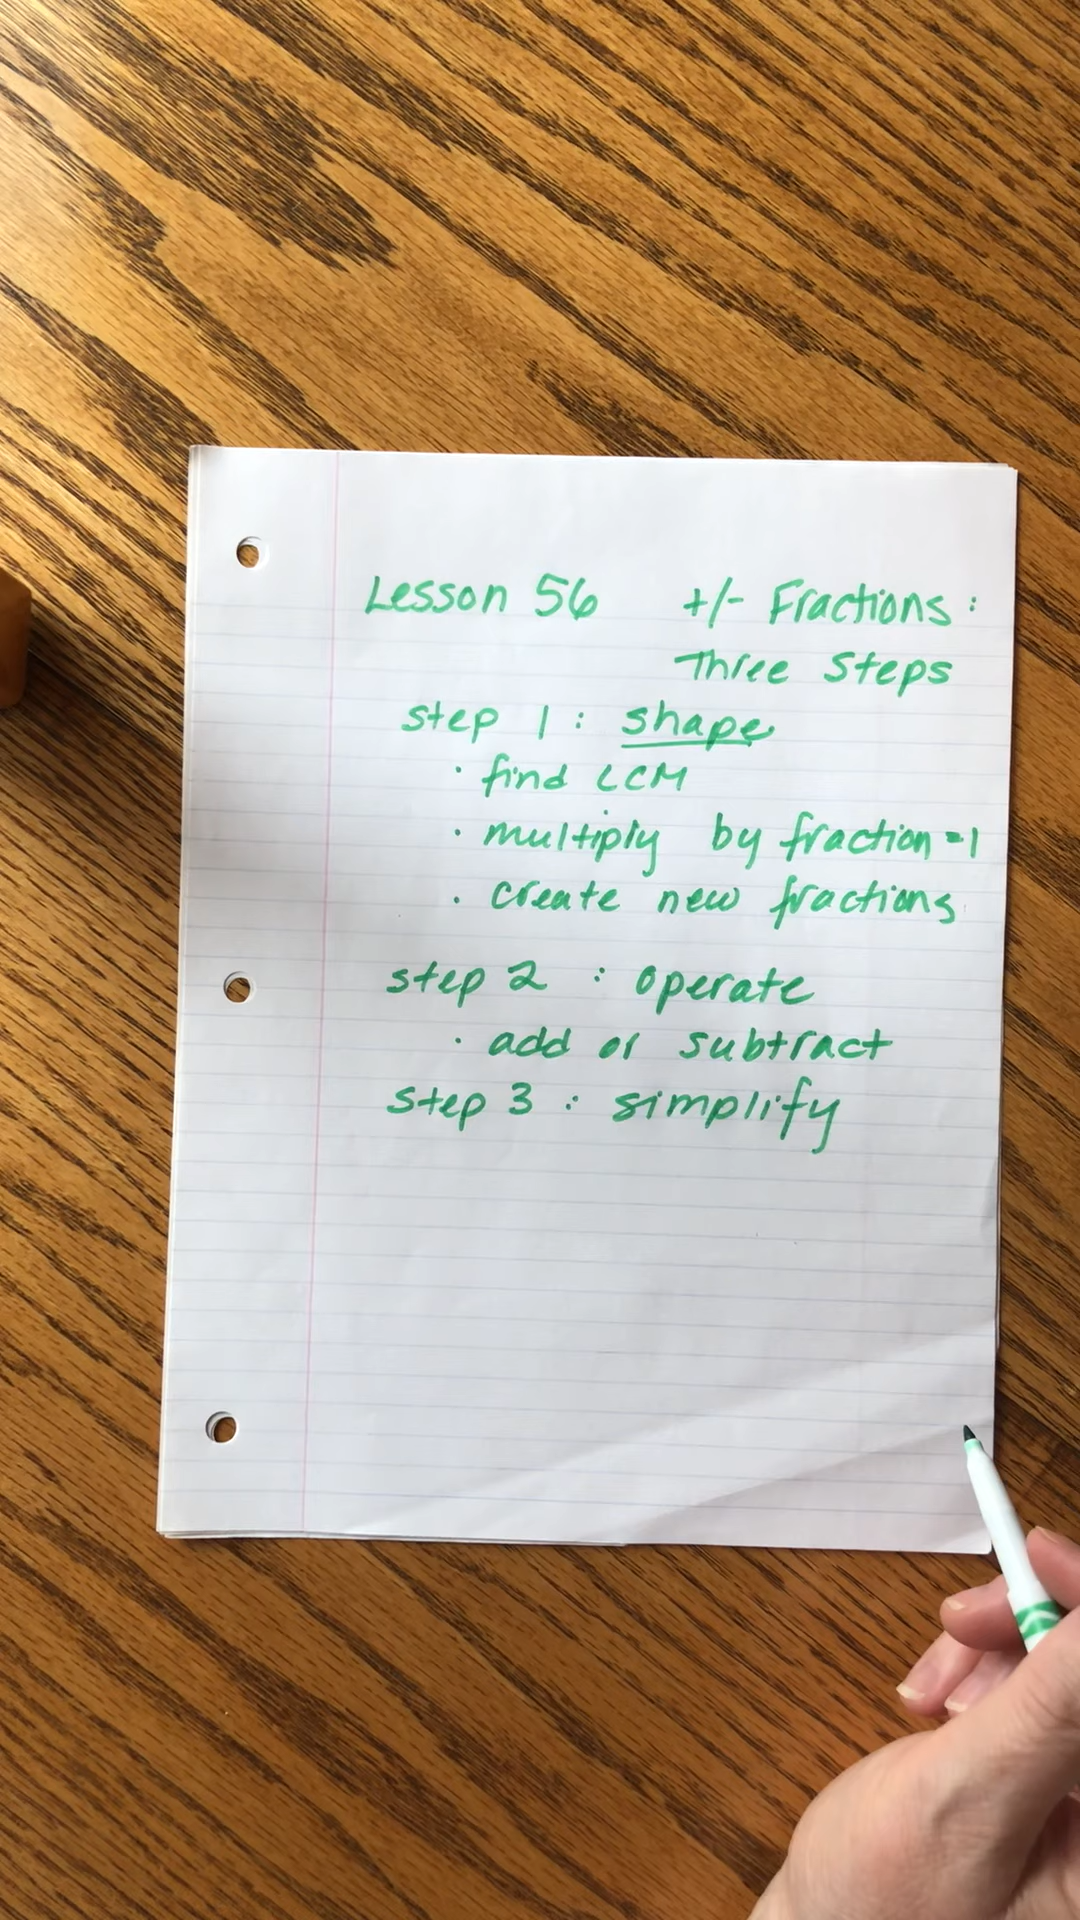 Lesson 56 +/- Fractions:
Three Steps
step 1: shape
· find LCM
· multiply by fraction=1
· create new fractions
step 2: operate
· add or subtract
step 3: simplify